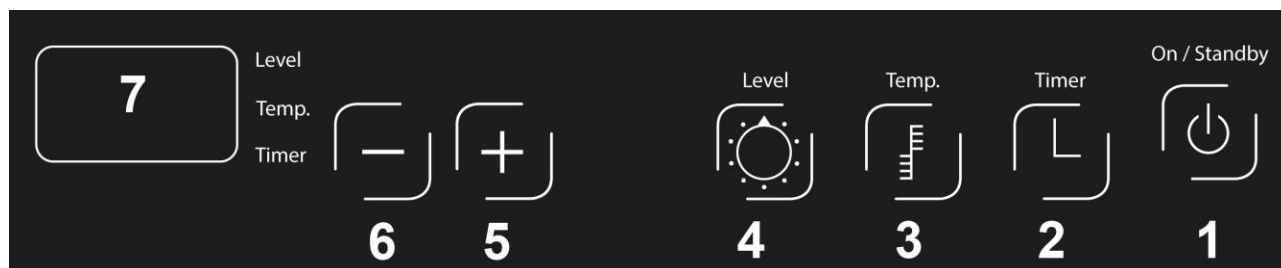 On / Standby
Level
7
Level Temp. Timer
Temp.
Timer
− +
6 5 4 3 2 1